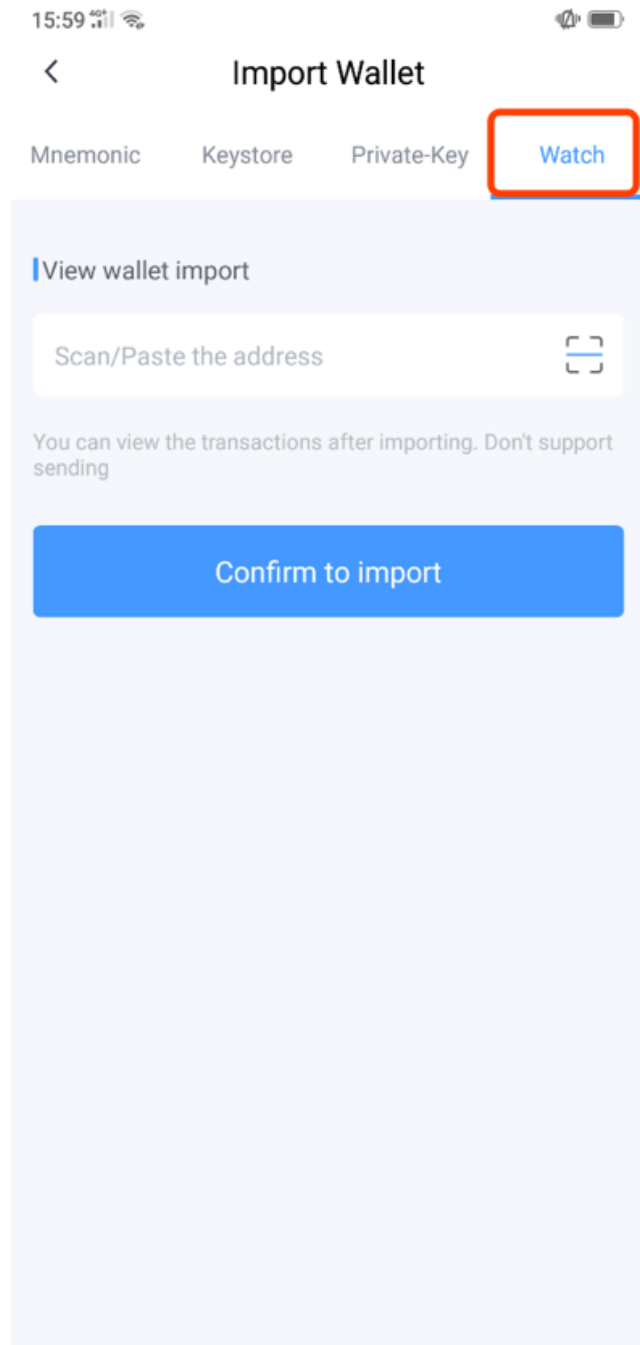 15:59
Import Wallet
Mnemonic Keystore Private-Key Watch
View wallet import
Scan/Paste the address
You can view the transactions after importing. Don't support
sending
Confirm to import